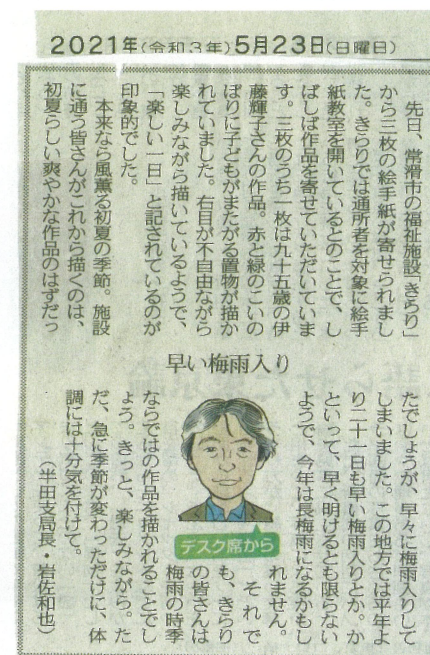 2021年(令和3年)5月23日(日曜日)
早い梅雨入り
　先日、常滑市の福祉施設「きらり」
から三枚の絵手紙が寄せられまし
た。きらりでは通所者を対象に絵手
紙教室を開いているとのことで、し
ばしば作品を寄せていただいていま
す。三枚のうち一枚は九十五歳の伊
藤輝子さんの作品。赤と緑のこいの
ぼりに子どもがまたがる置物が描か
れていました。右目が不自由ながら
楽しみながら描いているようで、
「楽しい一日」と記されているのが
印象的でした。
　本来なら風薫る初夏の季節。施設
に通う皆さんがこれから描くのは、
初夏らしい爽やかな作品のはずだっ
たでしょうが、早々に梅雨入りして
しまいました。この地方では平年よ
り二十一日も早い梅雨入りとか。か
といって、早く明けるとも限らない
ようで、今年は長梅雨になるかもし
れません。
　それで
も、きらり
の皆さんは
梅雨の時季
ならではの作品を描かれることでし
ょう。きっと、楽しみながら。た
だ、急に季節が変わっただけに、体
調には十分気を付けて。
（半田支局長・岩佐和也）
デスク席から